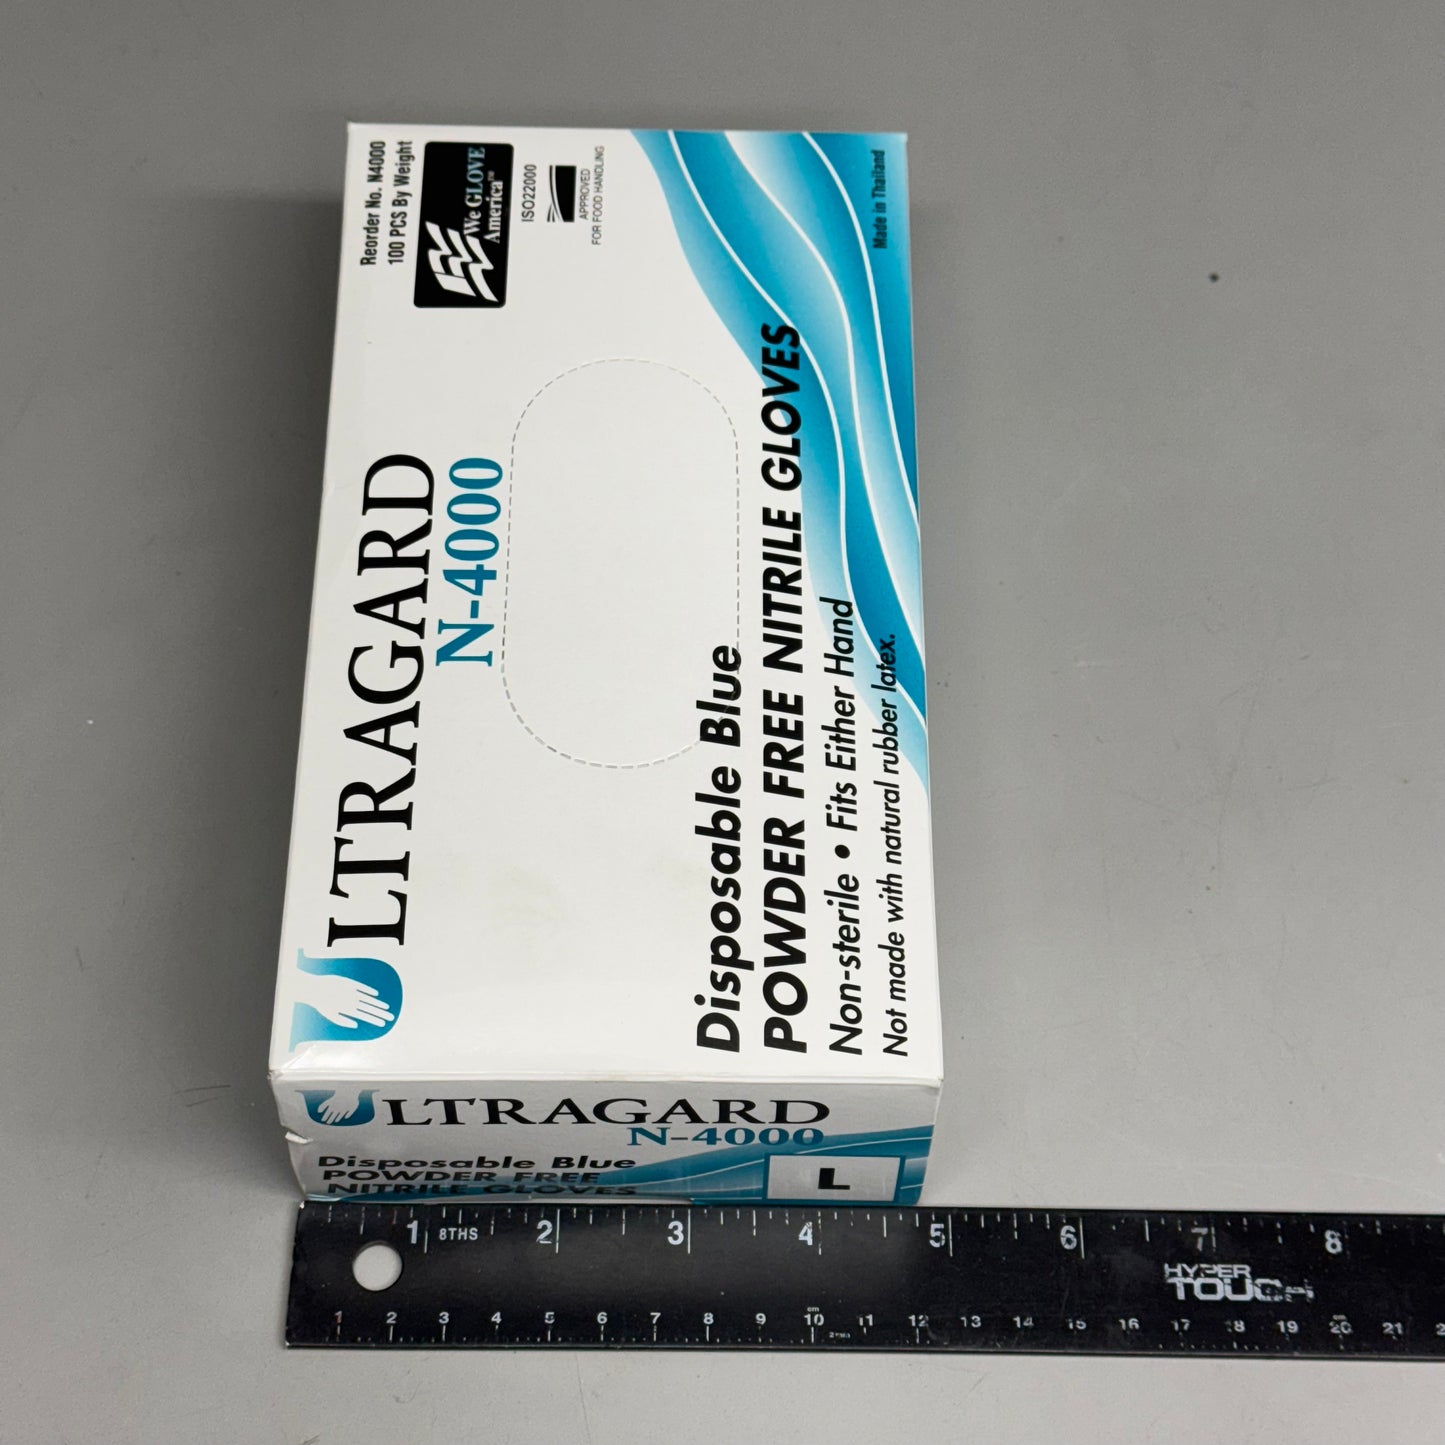 Reorder No. N4000
100 PCS By Weight
We GLOVE
America™
ISO22000
APPROVED
FOR FOOD HANDLING
ULTRAGARD
N-4000
Disposable Blue
POWDER FREE NITRILE GLOVES
Non-sterile • Fits Either Hand
Not made with natural rubber latex.
Made in Thailand
ULTRAGARD
N-4000
Disposable Blue
POWDER FREE
NITRILE GLOVES
L
1 8THS 2 3 4 5 6 7 8
HYPER
TOUGH
cm
1 2 3 4 5 6 7 8 9 10 11 12 13 14 15 16 17 18 19 20 21